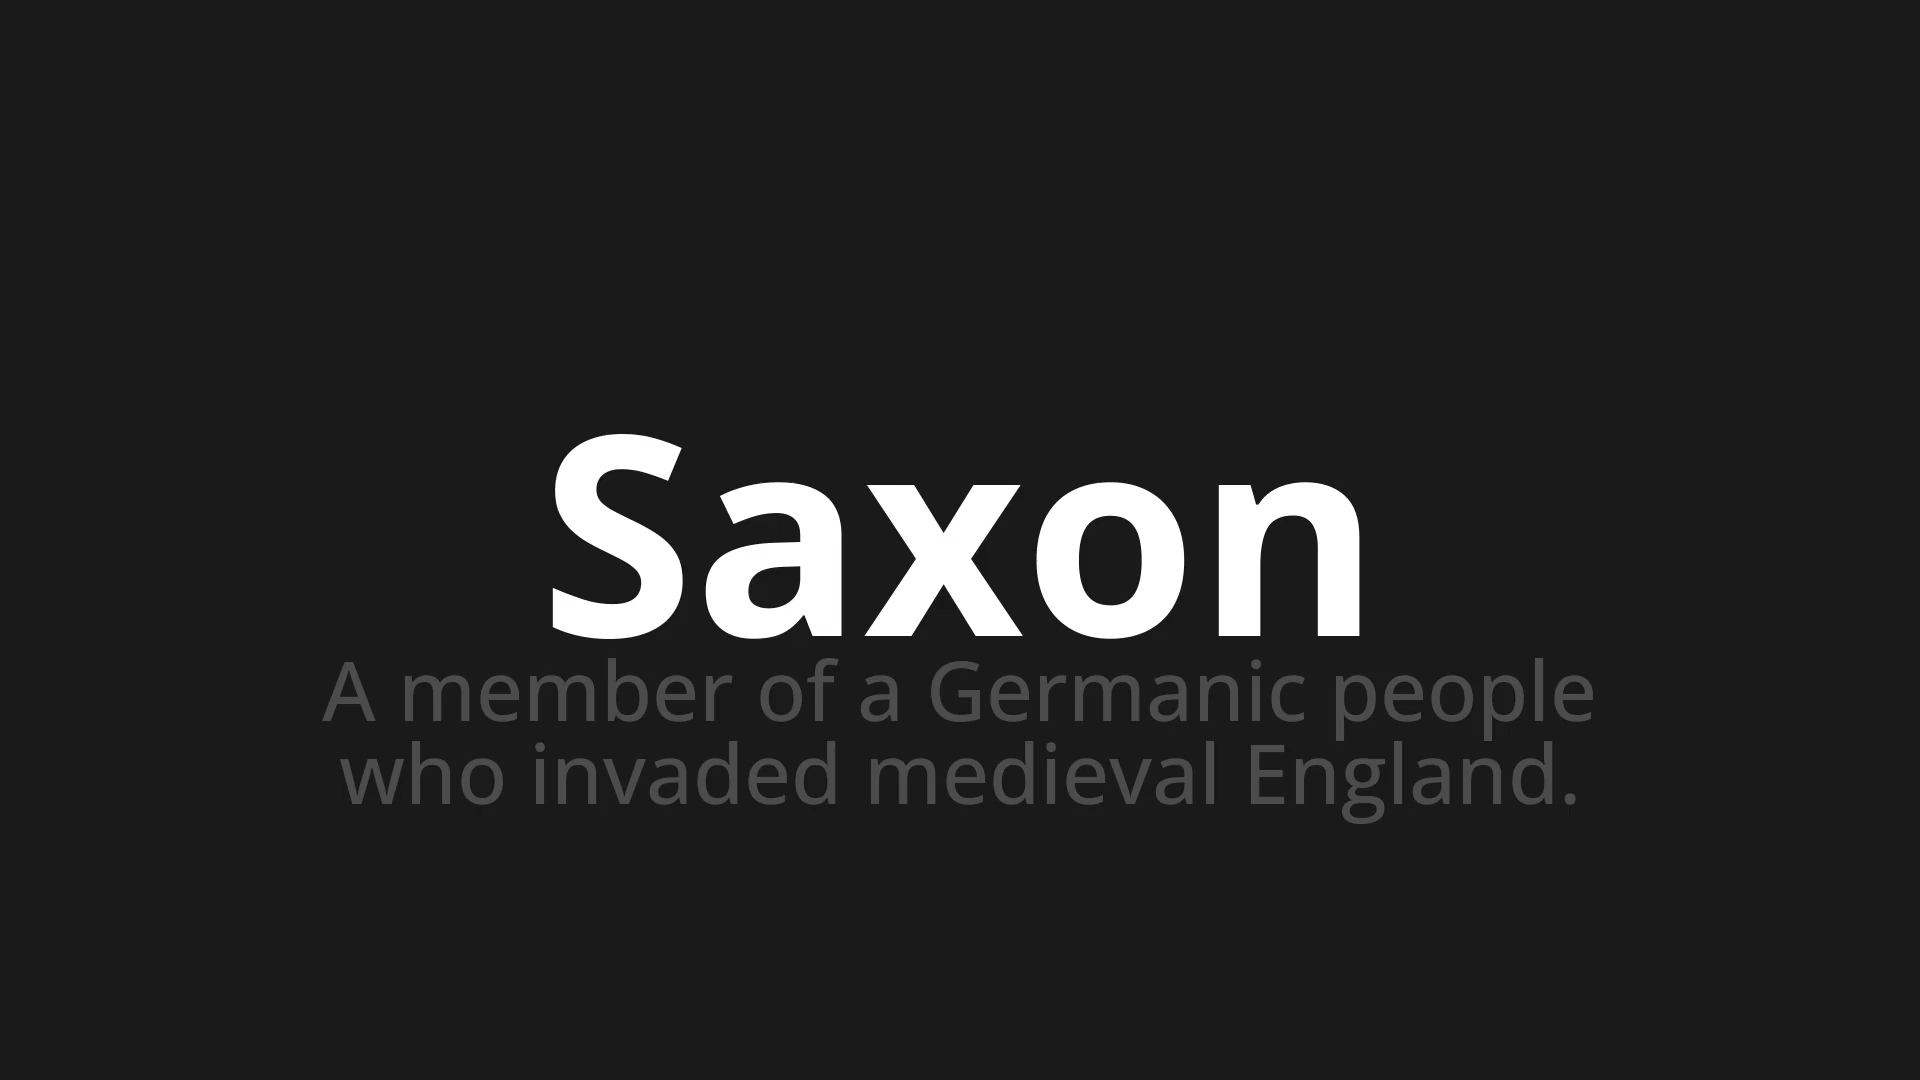 Saxon
A member of a Germanic people
who invaded medieval England.